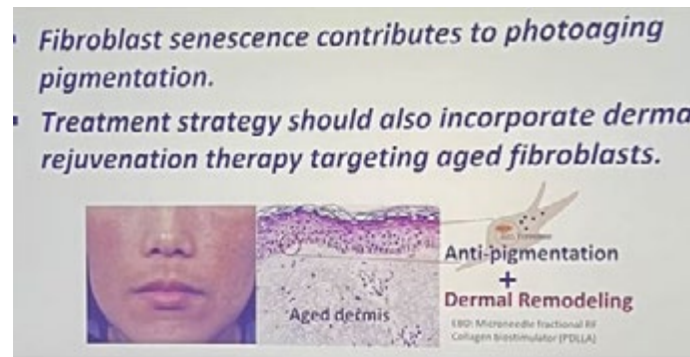 Fibroblast senescence contributes to photoaging
pigmentation.
Treatment strategy should also incorporate derma
rejuvenation therapy targeting aged fibroblasts.
Aged dermis
Anti-pigmentation
+
Dermal Remodeling
EBD: Microneedle fractional RF
Collagen biostimulator (PDLLA)